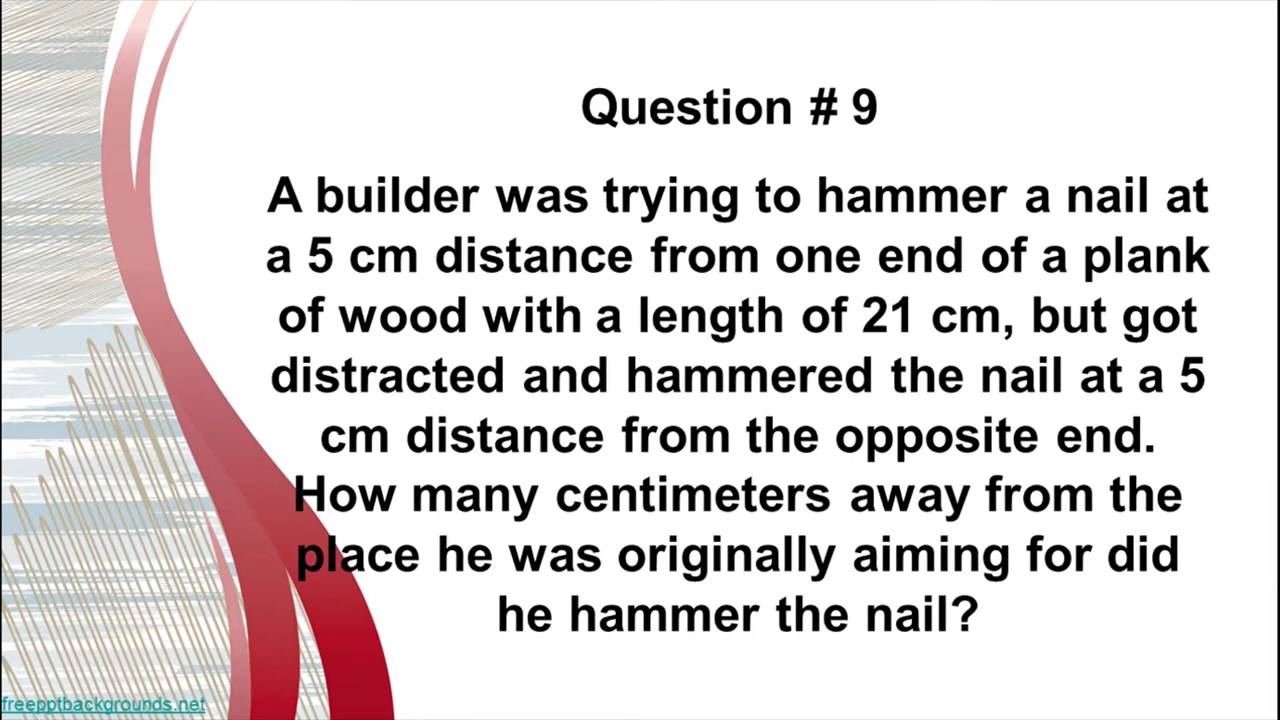 Question # 9
A builder was trying to hammer a nail at
a 5 cm distance from one end of a plank
of wood with a length of 21 cm, but got
distracted and hammered the nail at a 5
cm distance from the opposite end.
How many centimeters away from the
place he was originally aiming for did
he hammer the nail?
freepptbackgrounds.net